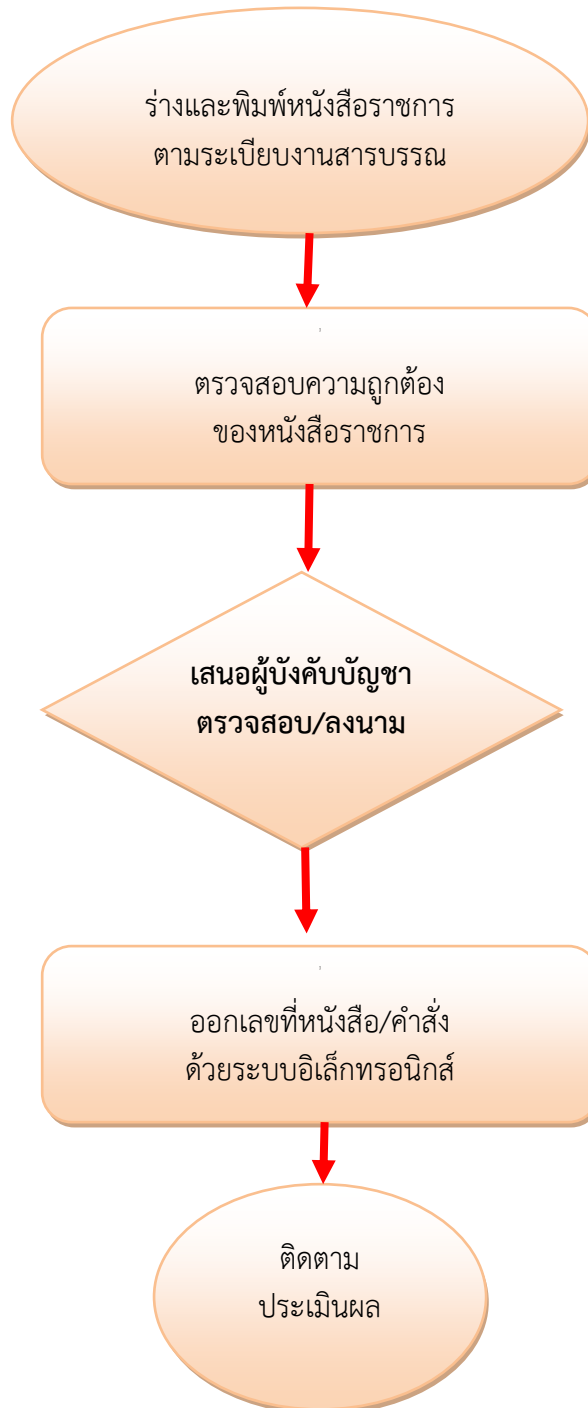 ร่างและพิมพ์หนังสือราชการ
ตามระเบียบงานสารบรรณ
ตรวจสอบความถูกต้อง
ของหนังสือราชการ
เสนอผู้บังคับบัญชา
ตรวจสอบ/ลงนาม
ออกเลขที่หนังสือ/คำสั่ง
ด้วยระบบอิเล็กทรอนิกส์
ติดตาม
ประเมินผล